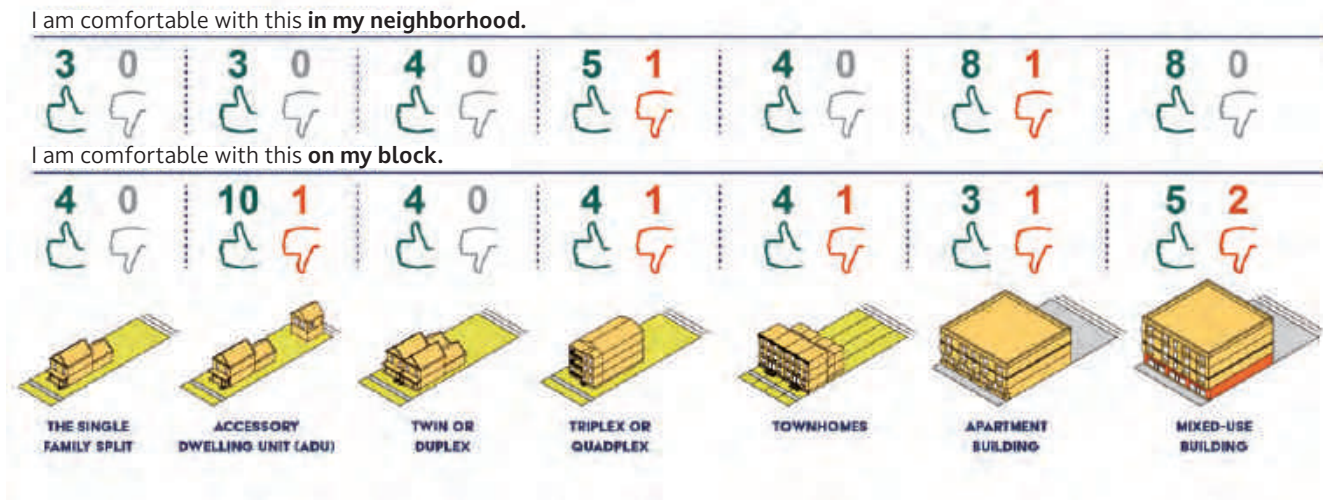 I am comfortable with this in my neighborhood.
3 0 3 0 4 0 5 1 4 0 8 1 8 0
I am comfortable with this on my block.
4 0 10 1 4 0 4 1 4 1 3 1 5 2
THE SINGLE
FAMILY SPLIT
ACCESSORY
DWELLING UNIT (ADU)
TWIN OR
DUPLEX
TRIPLEX OR
QUADPLEX
TOWNHOMES
APARTMENT
BUILDING
MIXED-USE
BUILDING